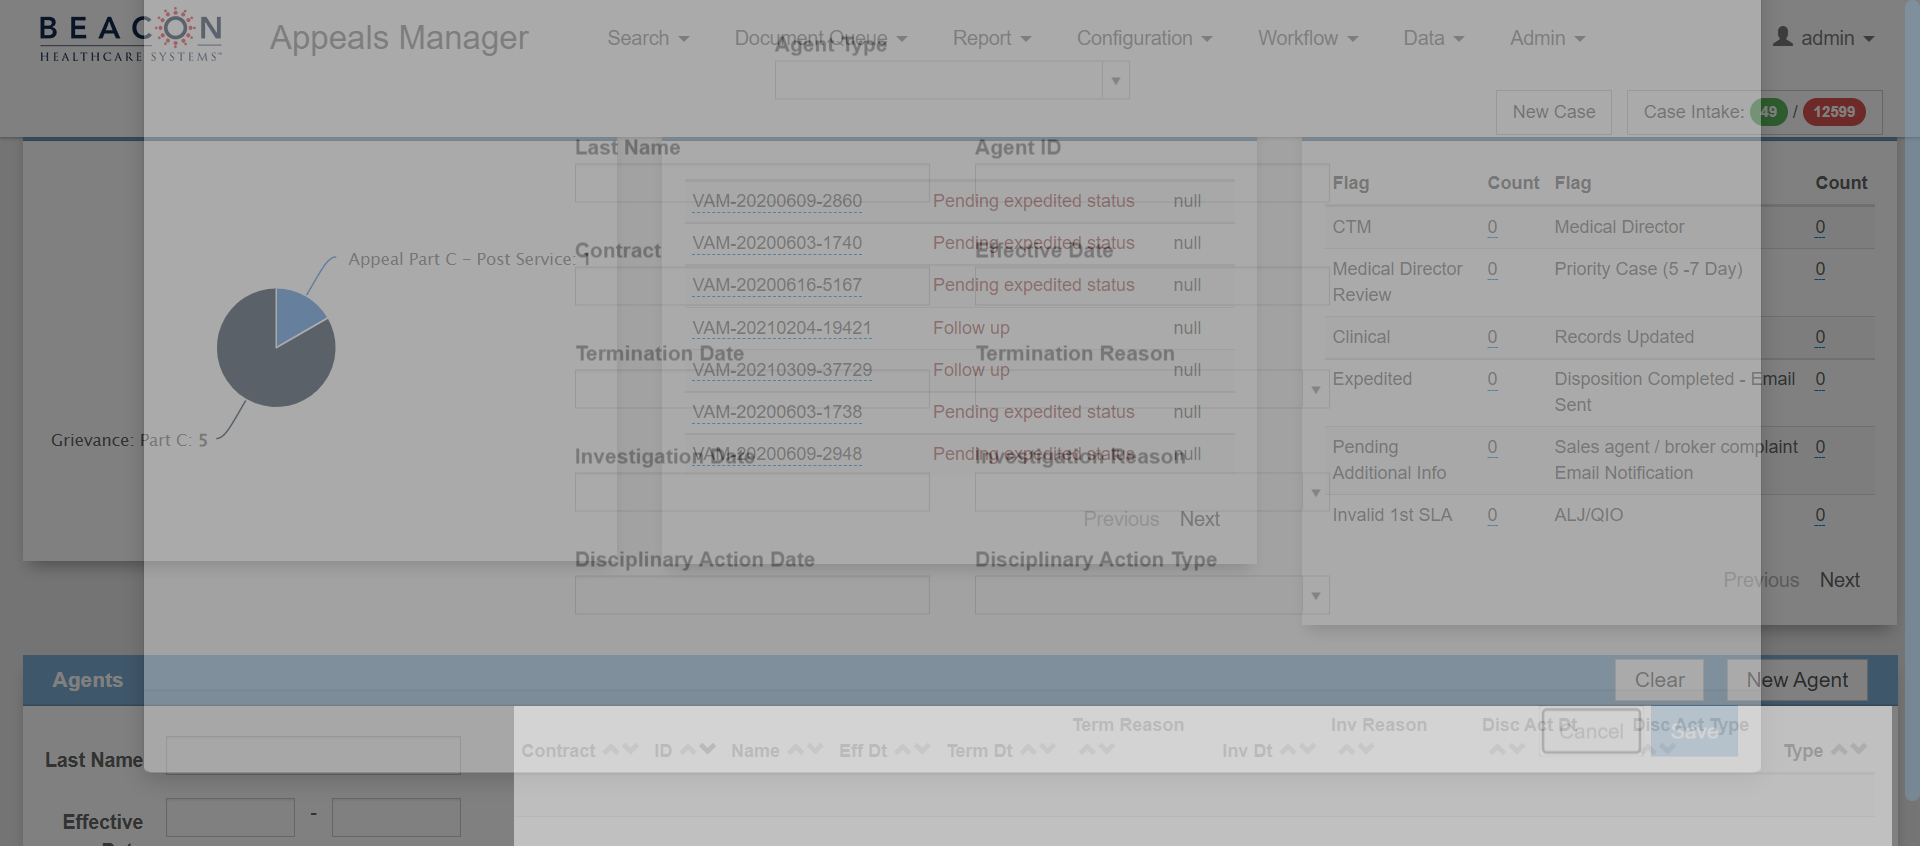 BEACON
HEALTHCARE SYSTEMS
Appeals Manager
Search
Document Queue
Report
Configuration
Workflow
Data
Admin
admin
Agent Type
New Case
Case Intake: 49 / 12599
Last Name
Agent ID
Contract
Effective Date
Termination Date
Termination Reason
Investigation Date
Investigation Reason
Disciplinary Action Date
Disciplinary Action Type
Appeal Part C - Post Service: 1
Grievance: Part C: 5
VAM-20200609-2860 Pending expedited status null
VAM-20200603-1740 Pending expedited status null
VAM-20200616-5167 Pending expedited status null
VAM-20210204-19421 Follow up null
VAM-20210309-37729 Follow up null
VAM-20200603-1738 Pending expedited status null
VAM-20200609-2948 Pending expedited status null
Previous Next
Flag Count Flag Count
CTM 0 Medical Director 0
Medical Director 0 Priority Case (5 -7 Day) 0
Review
Clinical 0 Records Updated 0
Expedited 0 Disposition Completed - Email 0
Sent
Pending 0 Sales agent / broker complaint 0
Additional Info Email Notification
Invalid 1st SLA 0 ALJ/QIO 0
Previous Next
Agents
Clear
New Agent
Cancel
Save
Last Name
Effective
-
Contract ID Name Eff Dt Term Dt Term Reason Inv Dt Inv Reason Disc Act Dt Disc Act Type Type